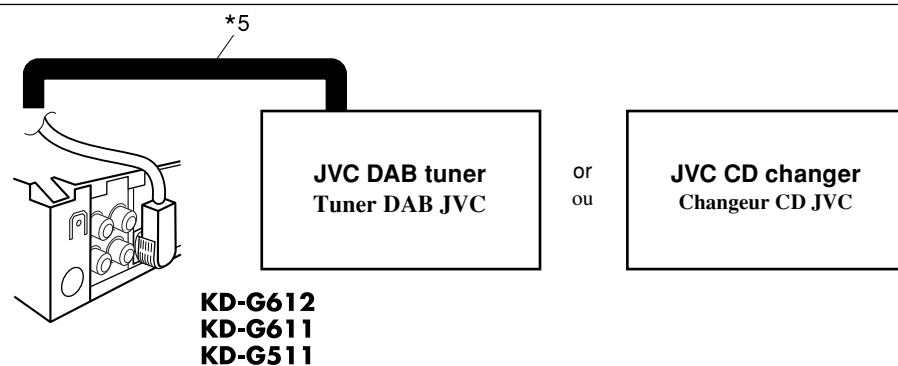 *5
JVC DAB tuner
Tuner DAB JVC
or
ou
JVC CD changer
Changeur CD JVC
KD-G612
KD-G611
KD-G511